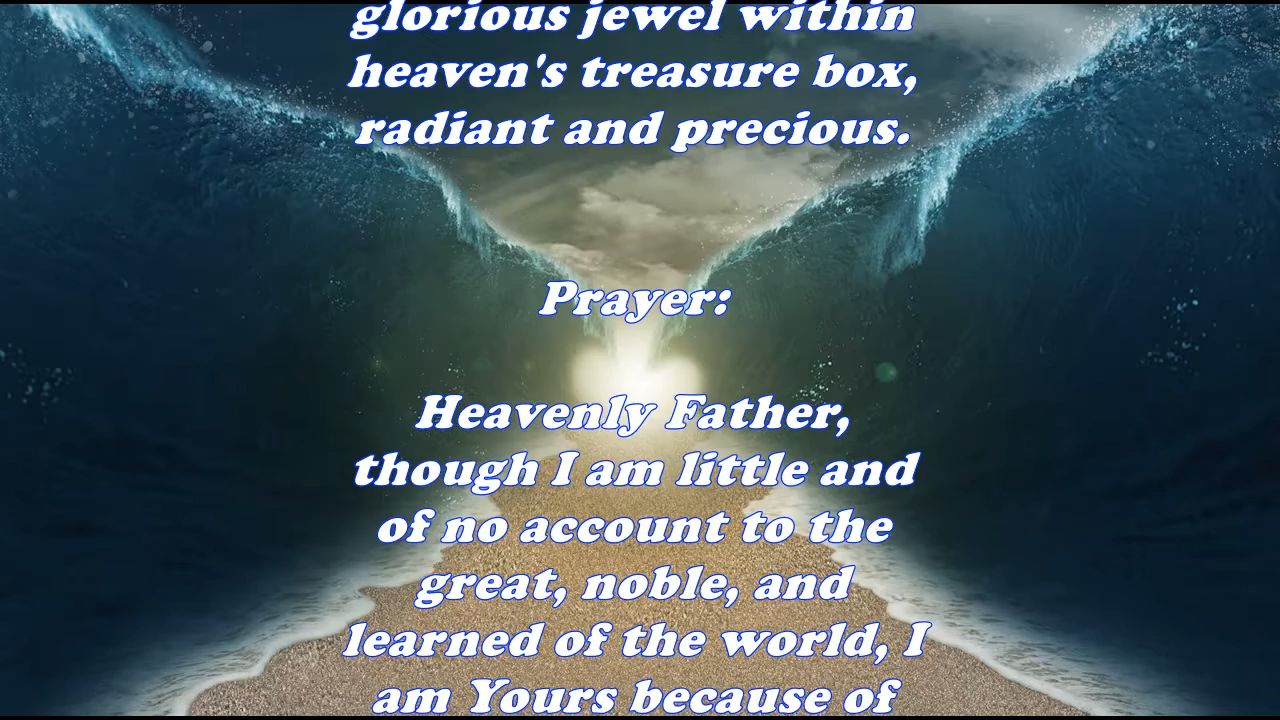 glorious jewel within
heaven's treasure box,
radiant and precious.
Prayer:
Heavenly Father,
though I am little and
of no account to the
great, noble, and
learned of the world, I
am Yours because of